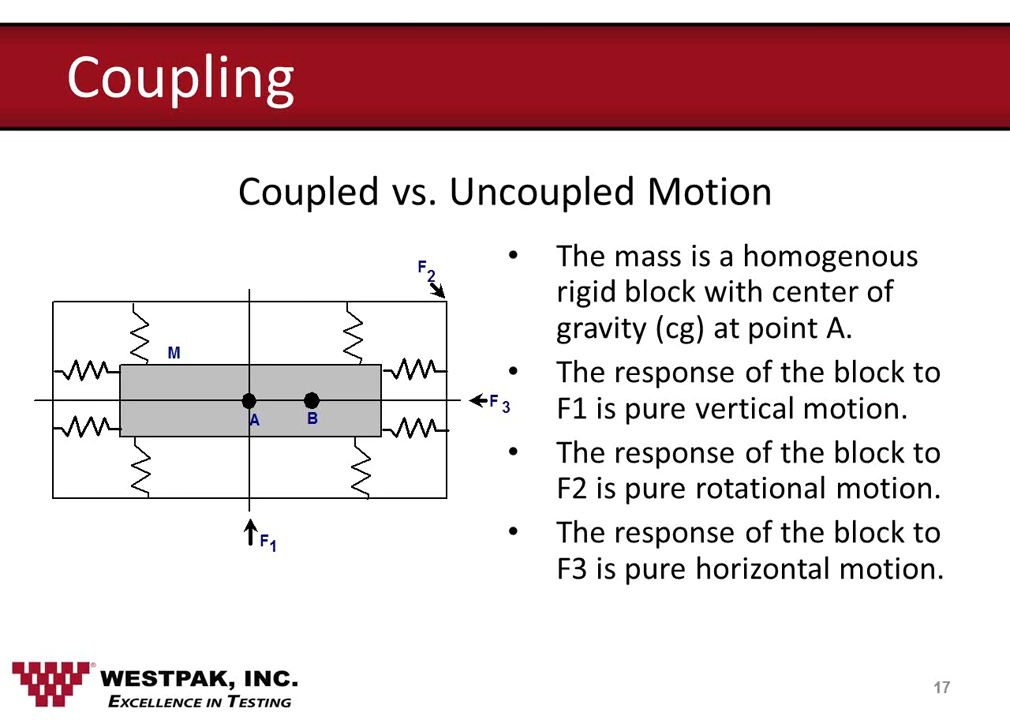 Coupling
Coupled vs. Uncoupled Motion
F2
M
A
B
F3
F1
• The mass is a homogenous
rigid block with center of
gravity (cg) at point A.
• The response of the block to
F1 is pure vertical motion.
• The response of the block to
F2 is pure rotational motion.
• The response of the block to
F3 is pure horizontal motion.
®
WESTPAK, INC.
EXCELLENCE IN TESTING
17